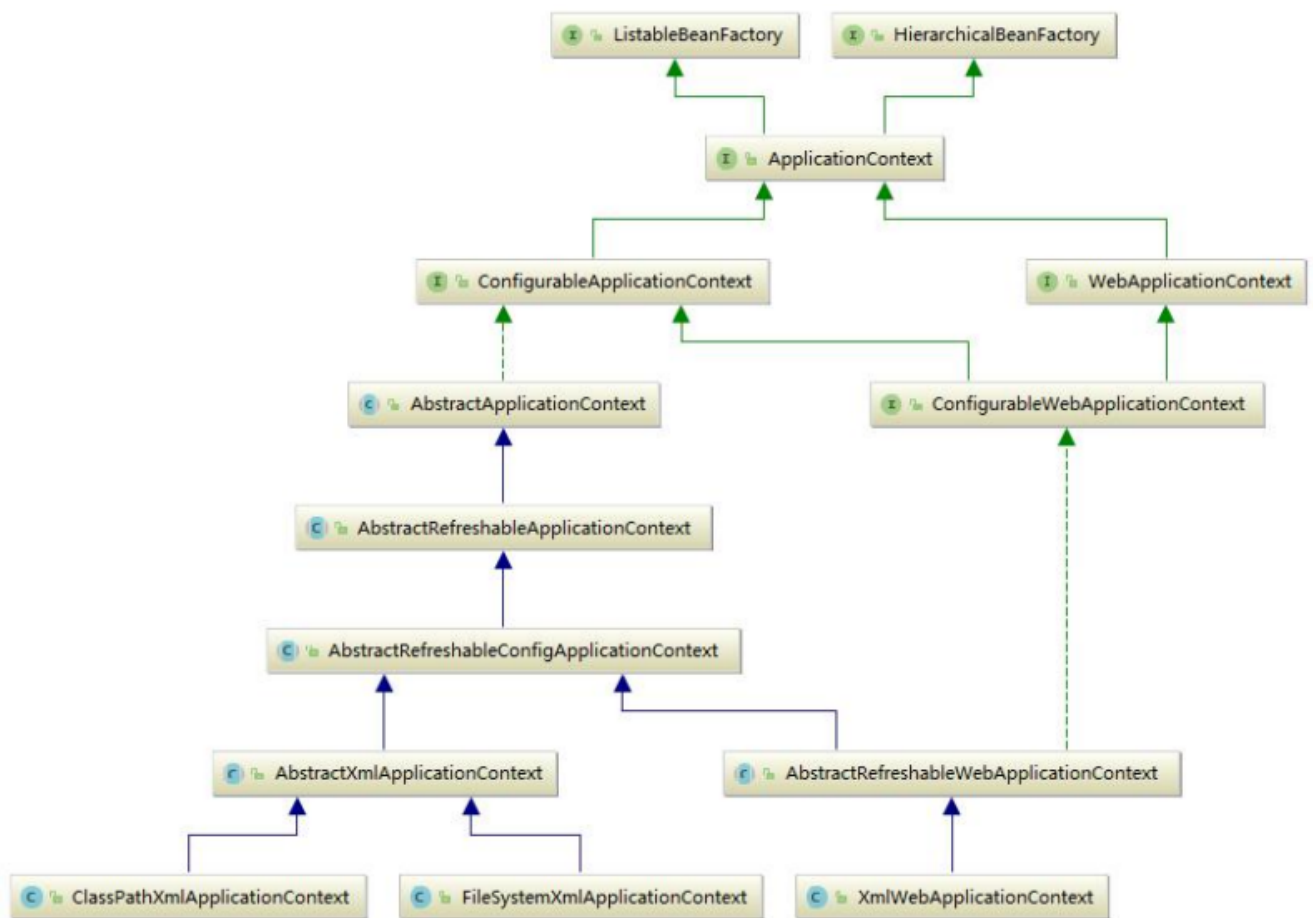 I ListableBeanFactory
I HierarchicalBeanFactory
I ApplicationContext
I ConfigurableApplicationContext
I WebApplicationContext
C AbstractApplicationContext
I ConfigurableWebApplicationContext
C AbstractRefreshableApplicationContext
C AbstractRefreshableConfigApplicationContext
C AbstractXmlApplicationContext
C AbstractRefreshableWebApplicationContext
C ClassPathXmlApplicationContext
C FileSystemXmlApplicationContext
C XmlWebApplicationContext